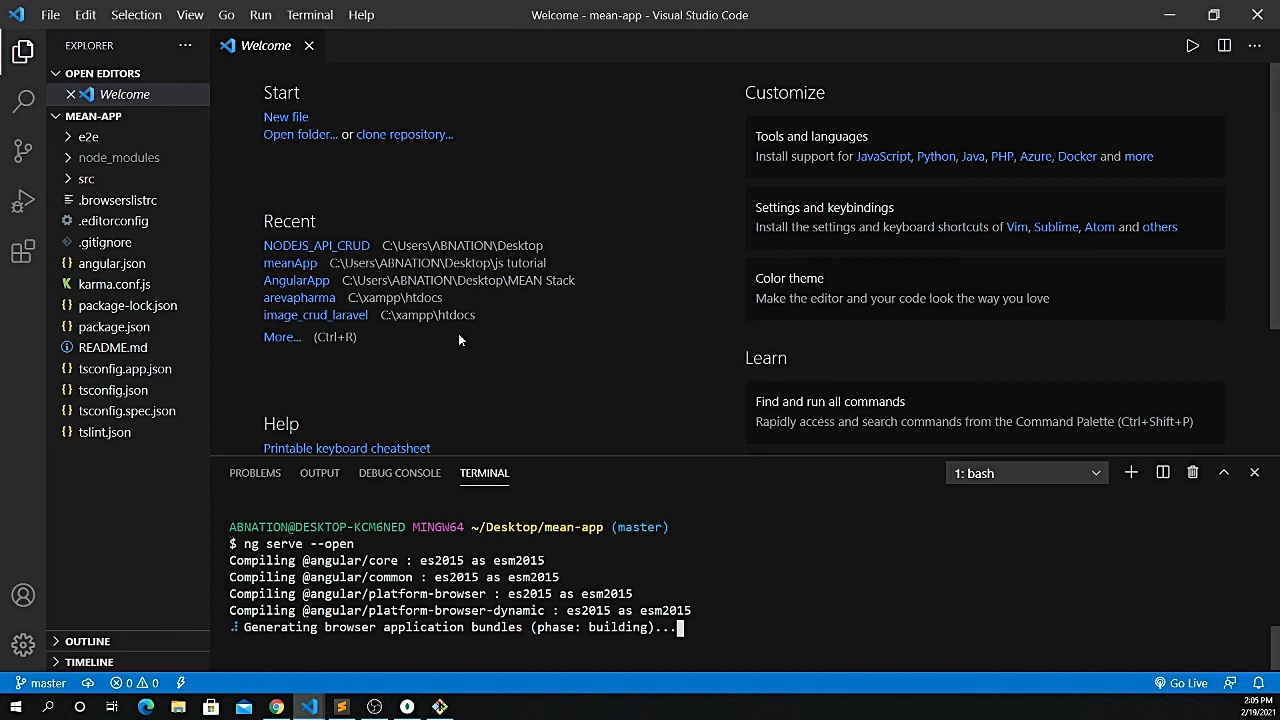 File Edit Selection View Go Run Terminal Help
Welcome - mean-app - Visual Studio Code
EXPLORER
OPEN EDITORS
Welcome
MEAN-APP
e2e
node_modules
src
.browserslistrc
.editorconfig
.gitignore
angular.json
karma.conf.js
package-lock.json
package.json
README.md
tsconfig.app.json
tsconfig.json
tsconfig.spec.json
tslint.json
OUTLINE
TIMELINE
Welcome
Start
New file
Open folder... or clone repository...
Recent
NODEJS_API_CRUD C:\Users\ABNATION\Desktop
meanApp C:\Users\ABNATION\Desktop\js tutorial
AngularApp C:\Users\ABNATION\Desktop\MEAN Stack
arevapharma C:\xampp\htdocs
image_crud_laravel C:\xampp\htdocs
More... (Ctrl+R)
Help
Printable keyboard cheatsheet
Customize
Tools and languages
Install support for JavaScript, Python, Java, PHP, Azure, Docker and more
Settings and keybindings
Install the settings and keyboard shortcuts of Vim, Sublime, Atom and others
Color theme
Make the editor and your code look the way you love
Learn
Find and run all commands
Rapidly access and search commands from the Command Palette (Ctrl+Shift+P)
PROBLEMS OUTPUT DEBUG CONSOLE TERMINAL
1: bash
ABNATION@DESKTOP-KCM6NED MINGW64 ~/Desktop/mean-app (master)
$ ng serve --open
Compiling @angular/core : es2015 as esm2015
Compiling @angular/common : es2015 as esm2015
Compiling @angular/platform-browser : es2015 as esm2015
Compiling @angular/platform-browser-dynamic : es2015 as esm2015
Generating browser application bundles (phase: building)...
master 0 0 Go Live
2:05 PM
2/19/2021